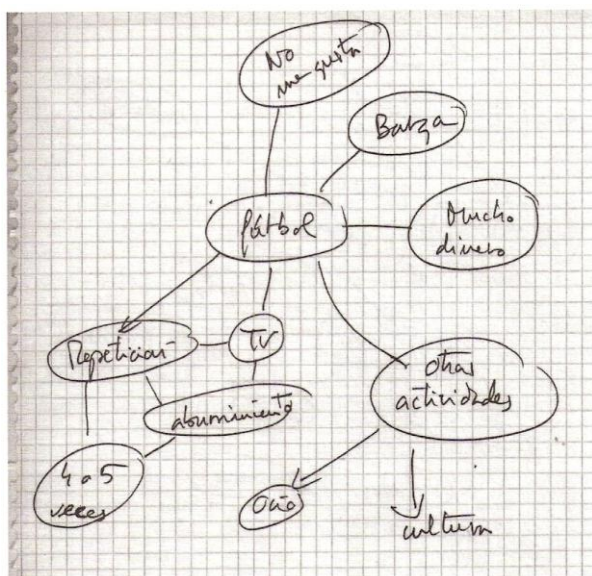 No
me gusta
Barça
fútbol
Mucho
dinero
Repetición
TV
aburrimiento
4 o 5
veces
otras
actividades
Ocio
cultura